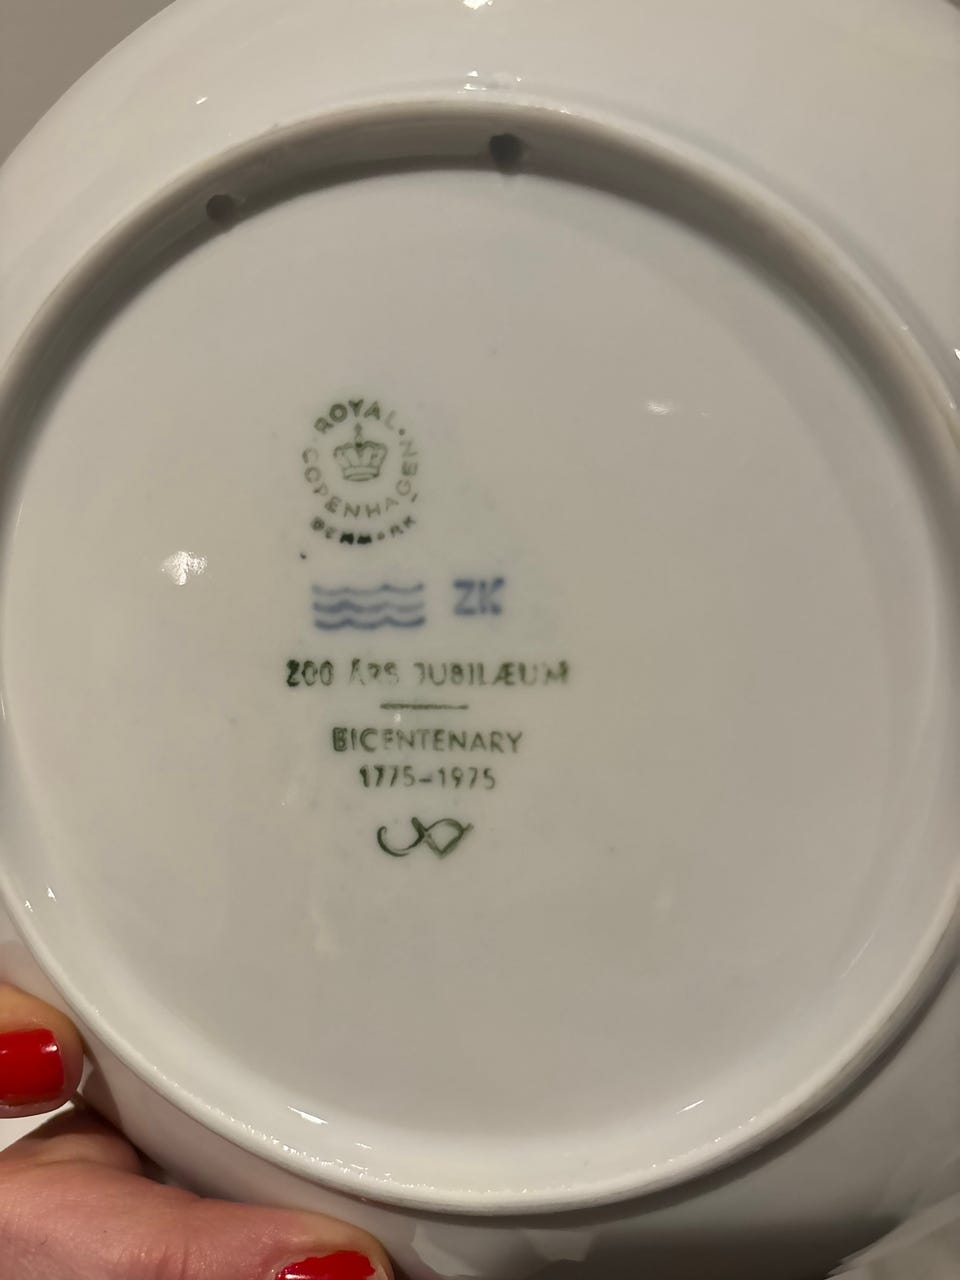 ROYAL COPENHAGEN
DENMARK
ZK
200 ÅRS JUBILÆUM
BICENTENARY
1775-1975